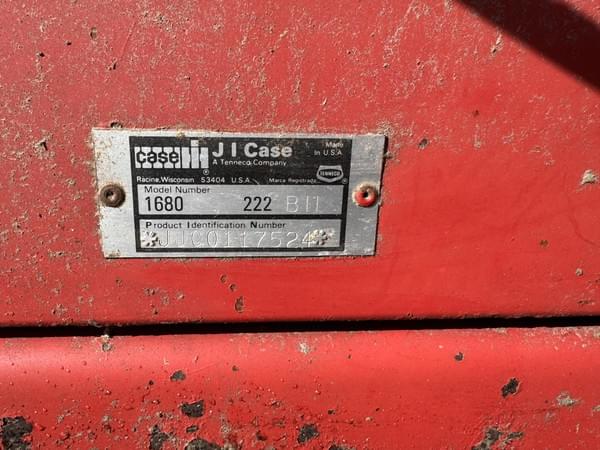 case IH J I Case Made
A Tenneco Company In U.S.A.
Racine, Wisconsin 53404 U.S.A. Marca Registrada TENNECO ®
Model Number
1680 222 B11
Product Identification Number
*JJC0117524*